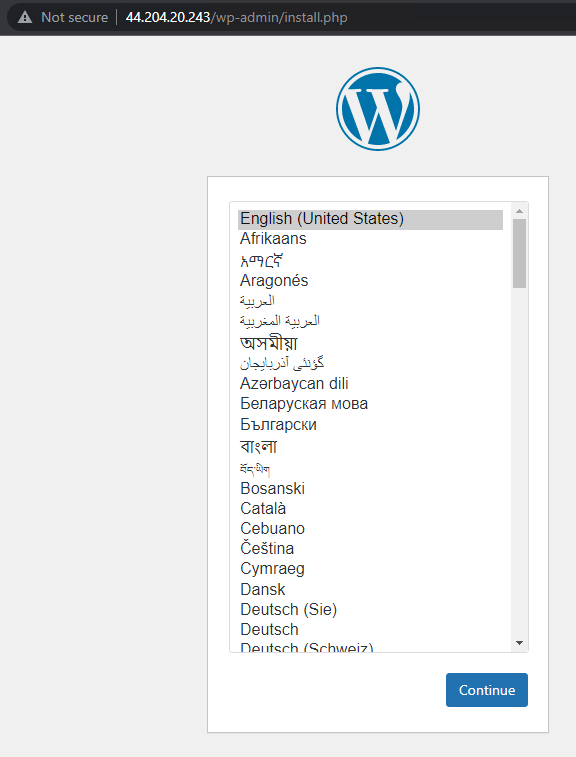 Not secure | 44.204.20.243/wp-admin/install.php
W
English (United States)
Afrikaans
አማርኛ
Aragonés
العربية
العربية المغربية
অসমীয়া
گؤنئی آذربایجان
Azərbaycan dili
Беларуская мова
Български
বাংলা
བོད་ཡིག
Bosanski
Català
Cebuano
Čeština
Cymraeg
Dansk
Deutsch (Sie)
Deutsch
Deutsch (Schweiz)
Continue